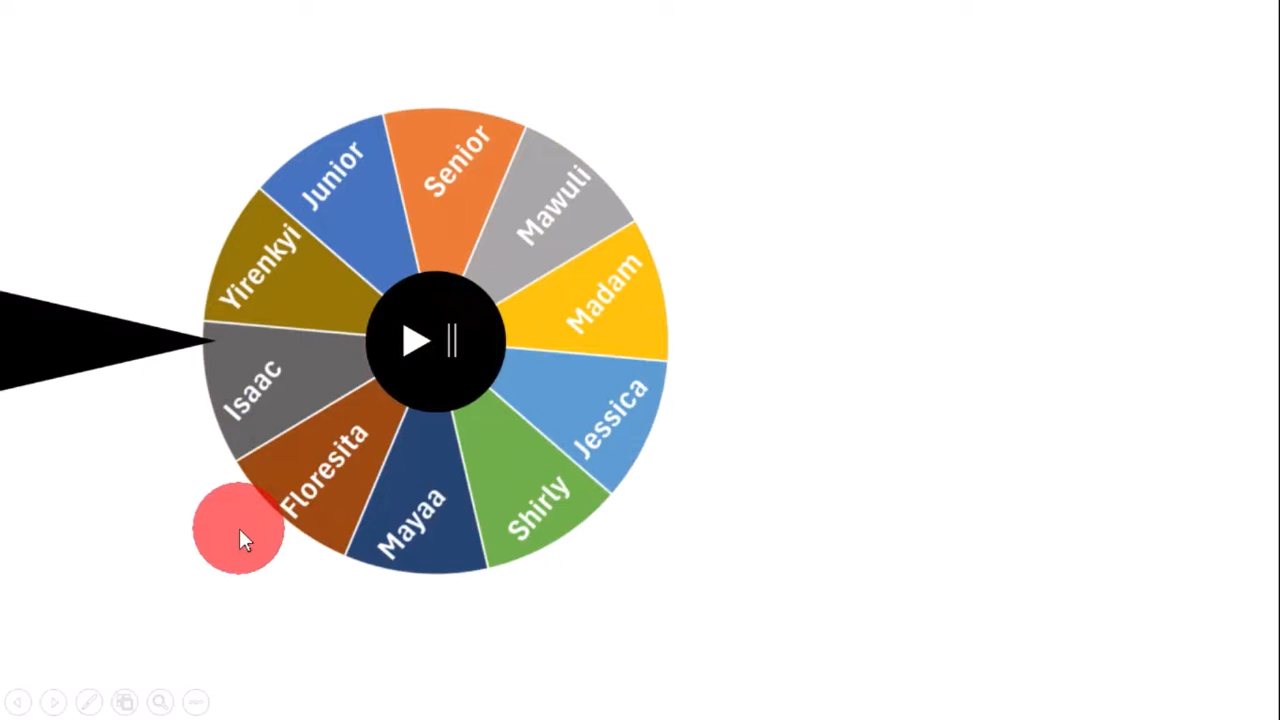 Senior
Junior
Mawuli
Yirenkyi
Madam
Isaac
Jessica
Floresita
Shirly
Mayaa